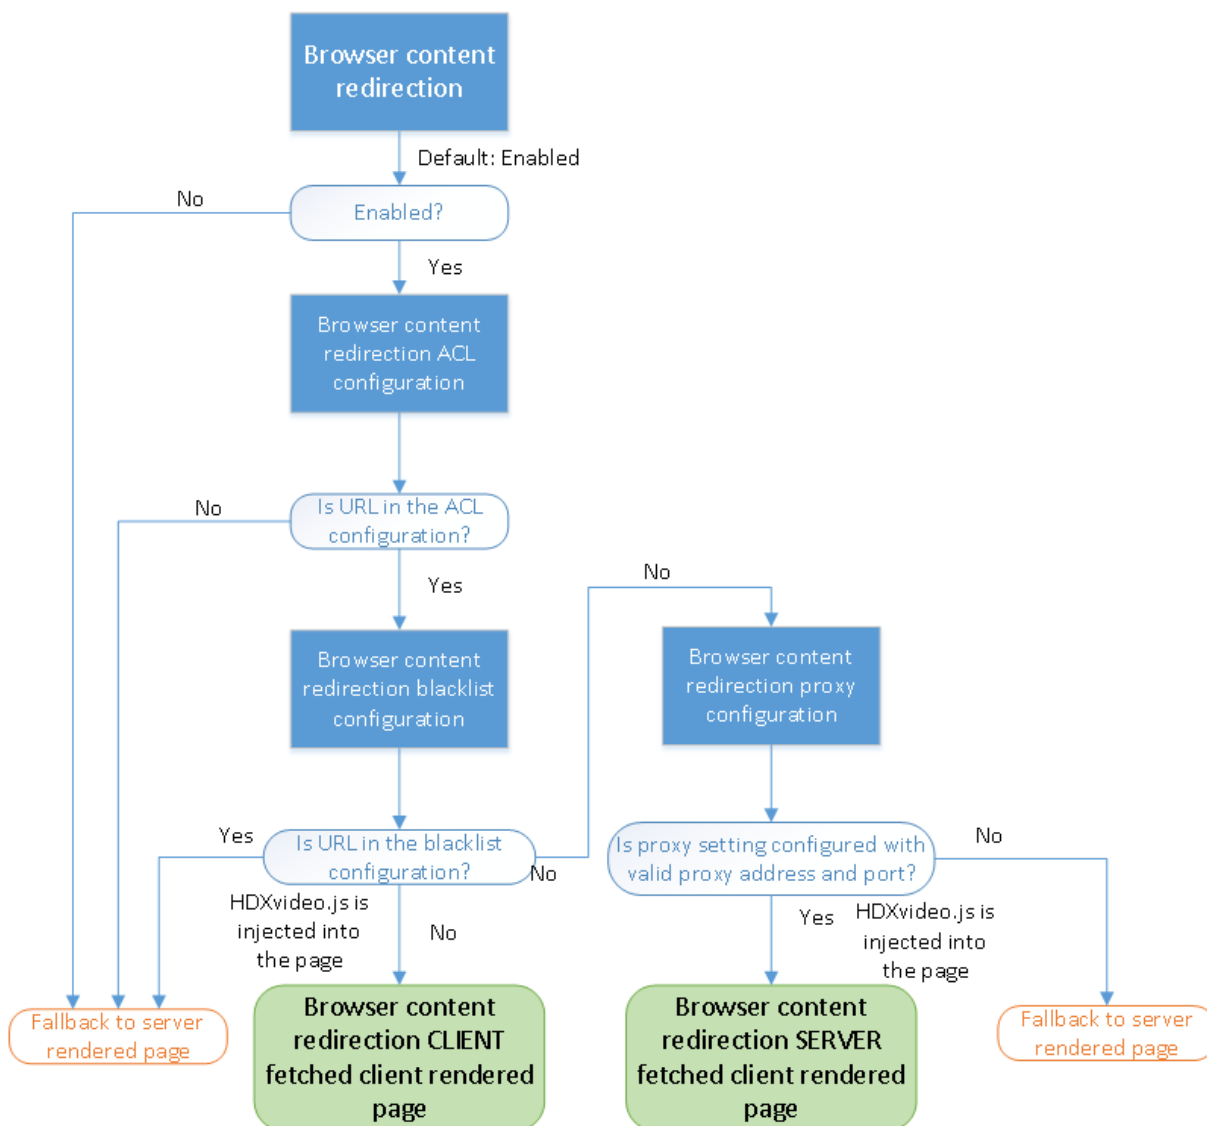 Browser content
redirection
Default: Enabled
No
Enabled?
Yes
Browser content
redirection ACL
configuration
No
Is URL in the ACL
configuration?
Yes
No
Browser content
redirection blacklist
configuration
Browser content
redirection proxy
configuration
Yes
Is URL in the blacklist
configuration?
No
Is proxy setting configured with
valid proxy address and port?
No
HDXvideo.js is
injected into
the page
No
Yes
HDXvideo.js is
injected into
the page
Fallback to server
rendered page
Browser content
redirection CLIENT
fetched client rendered
page
Browser content
redirection SERVER
fetched client rendered
page
Fallback to server
rendered page